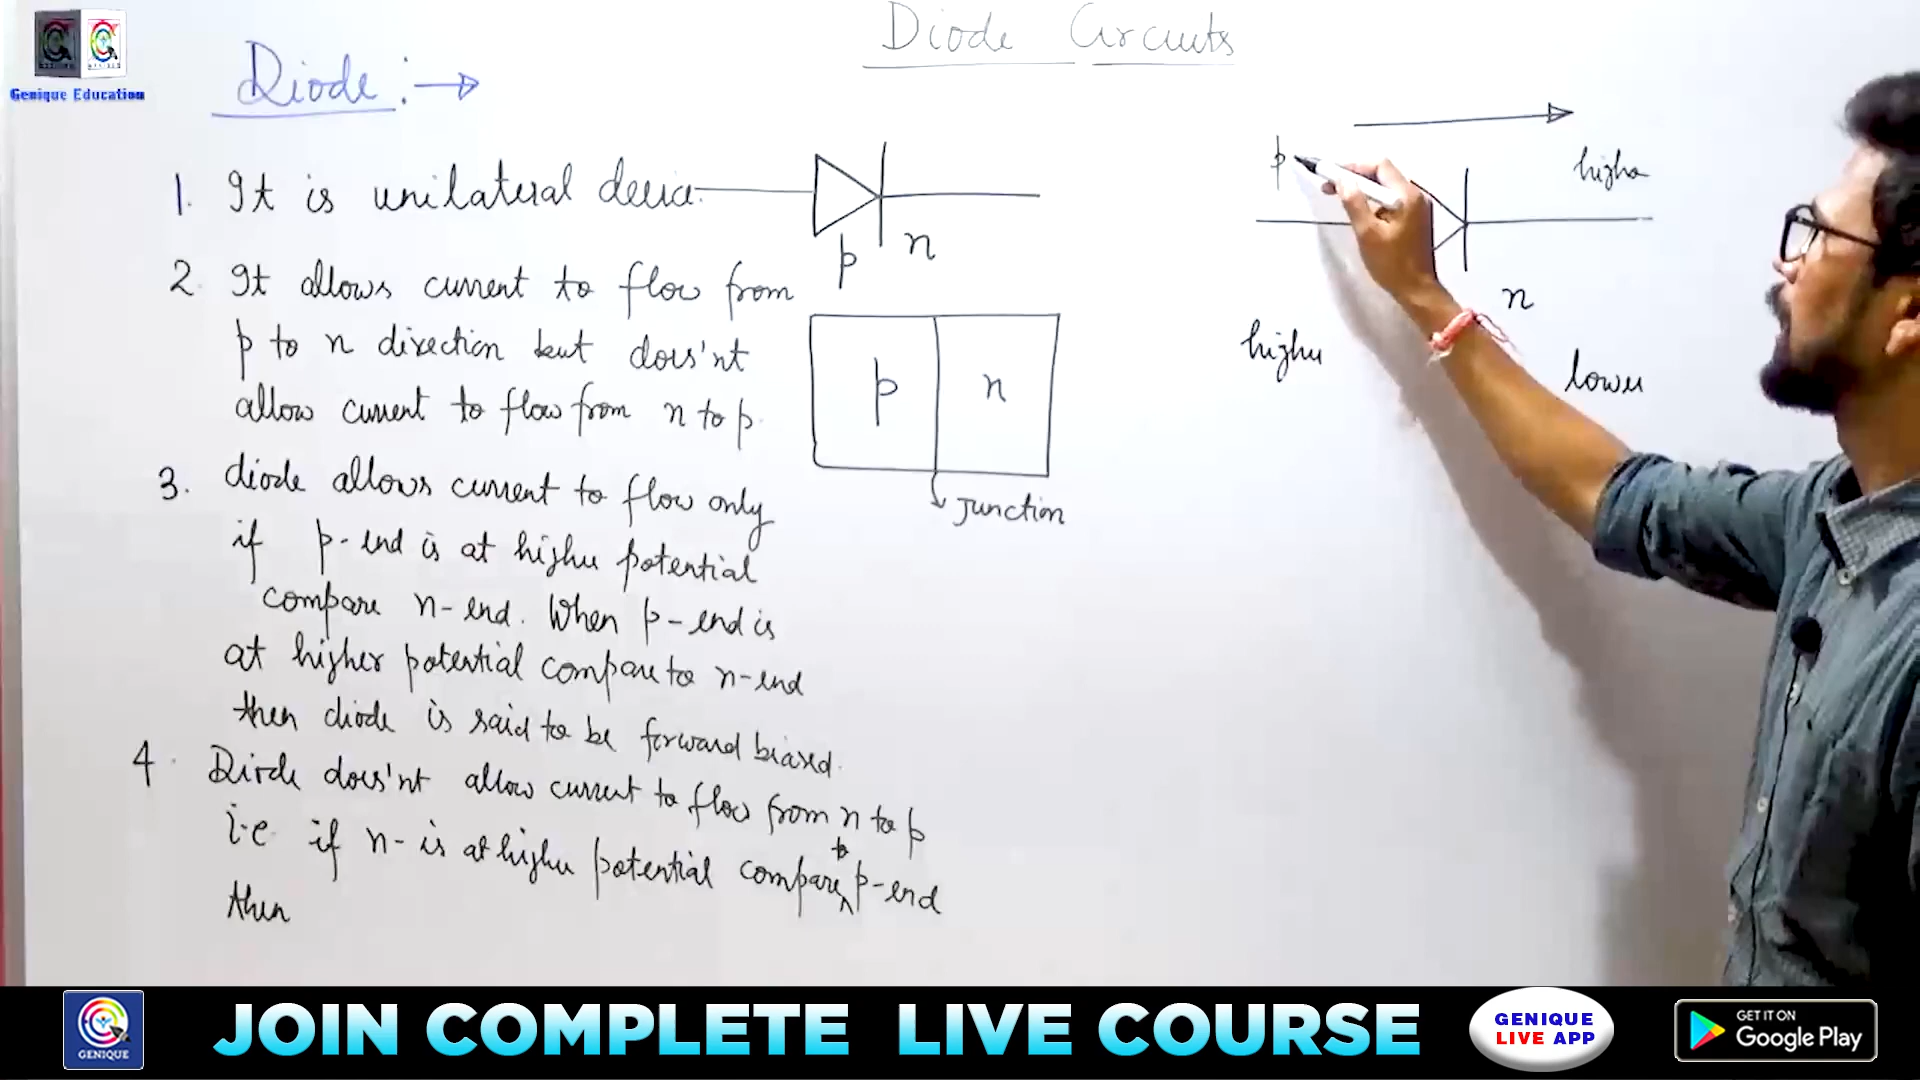 Genique Education
Diode Circuits
Diode :→
1. It is unilateral device.
p n
2. It allows current to flow from
p to n direction but does'nt
allow current to flow from n to p.
p n
Junction
3. diode allows current to flow only
if p-end is at higher potential
compare n-end. When p-end is
at higher potential compare to n-end
then diode is said to be forward biased.
4. Diode does'nt allow current to flow from n to p
i.e. if n- is at higher potential compare to p-end
then
p higher
n
higher lower
GENIQUE
JOIN COMPLETE LIVE COURSE
GENIQUE
LIVE APP
GET IT ON
Google Play